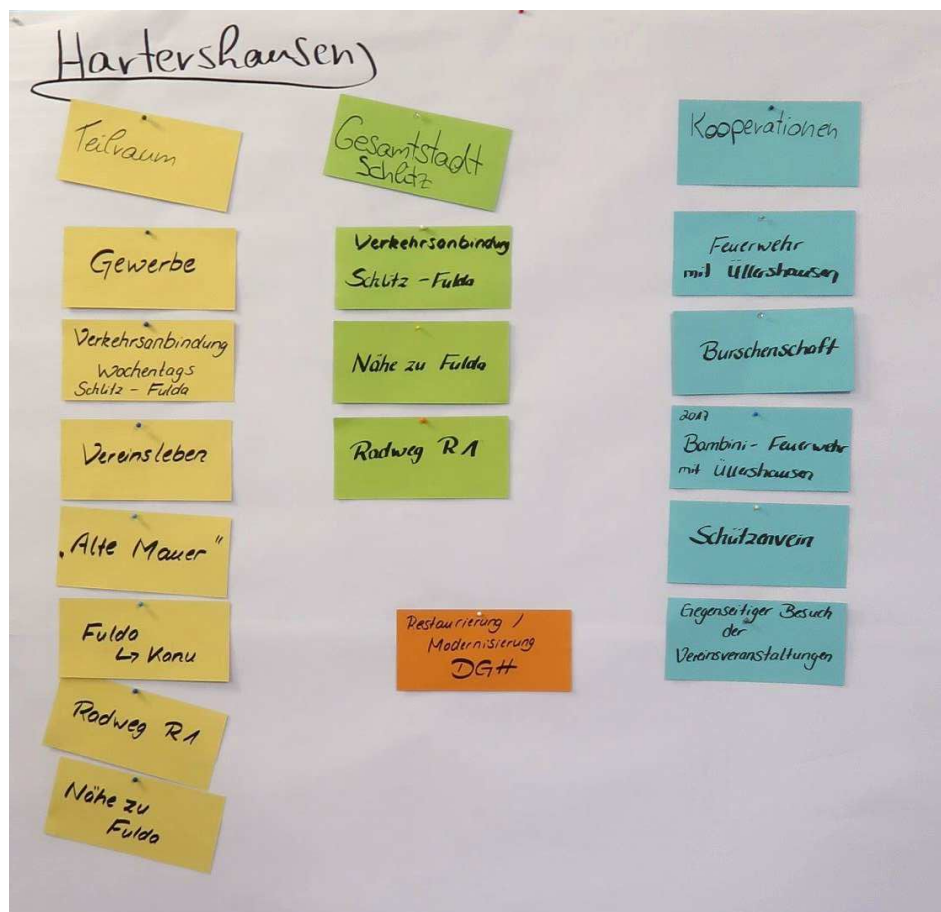 Hartershausen
Teilraum
Gewerbe
Verkehrsanbindung
Wochentags
Schlitz - Fulda
Vereinsleben
„Alte Mauer"
Fulda
↳ Kanu
Radweg R1
Nähe zu
Fulda
Gesamtstadt
Schlitz
Verkehrsanbindung
Schlitz - Fulda
Nähe zu Fulda
Radweg R1
Restaurierung /
Modernisierung
DGH
Kooperationen
Feuerwehr
mit Üllershausen
Burschenschaft
2017
Bambini - Feuerwehr
mit Üllershausen
Schützenvein
Gegenseitiger Besuch
der
Vereinsveranstaltungen